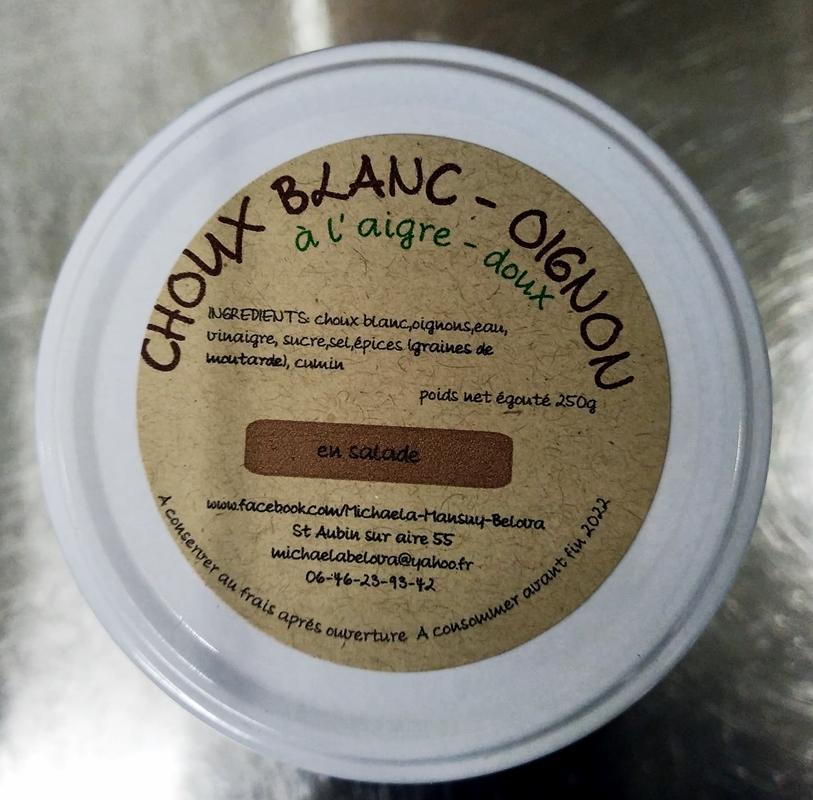 CHOUX BLANC - OIGNON
à l'aigre - doux
INGREDIENTS: choux blanc,oignons,eau,
vinaigre, sucre,sel,épices (graines de
moutarde), cumin
poids net égouté 250g
en salade
www.facebook.com/Michaela-Mansuy-Belova
St Aubin sur aire 55
michaelabelova@yahoo.fr
06-46-23-93-42
A conserver au frais aprés ouverture A consommer avant fin 2022